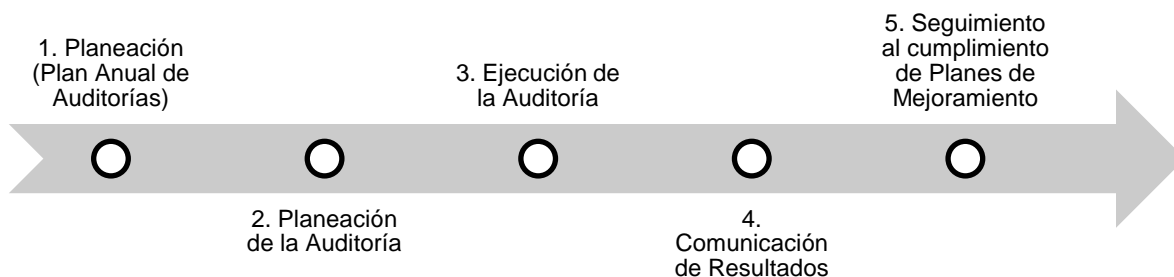 1. Planeación
(Plan Anual de
Auditorías)
2. Planeación
de la Auditoría
3. Ejecución de
la Auditoría
4.
Comunicación
de Resultados
5. Seguimiento
al cumplimiento
de Planes de
Mejoramiento